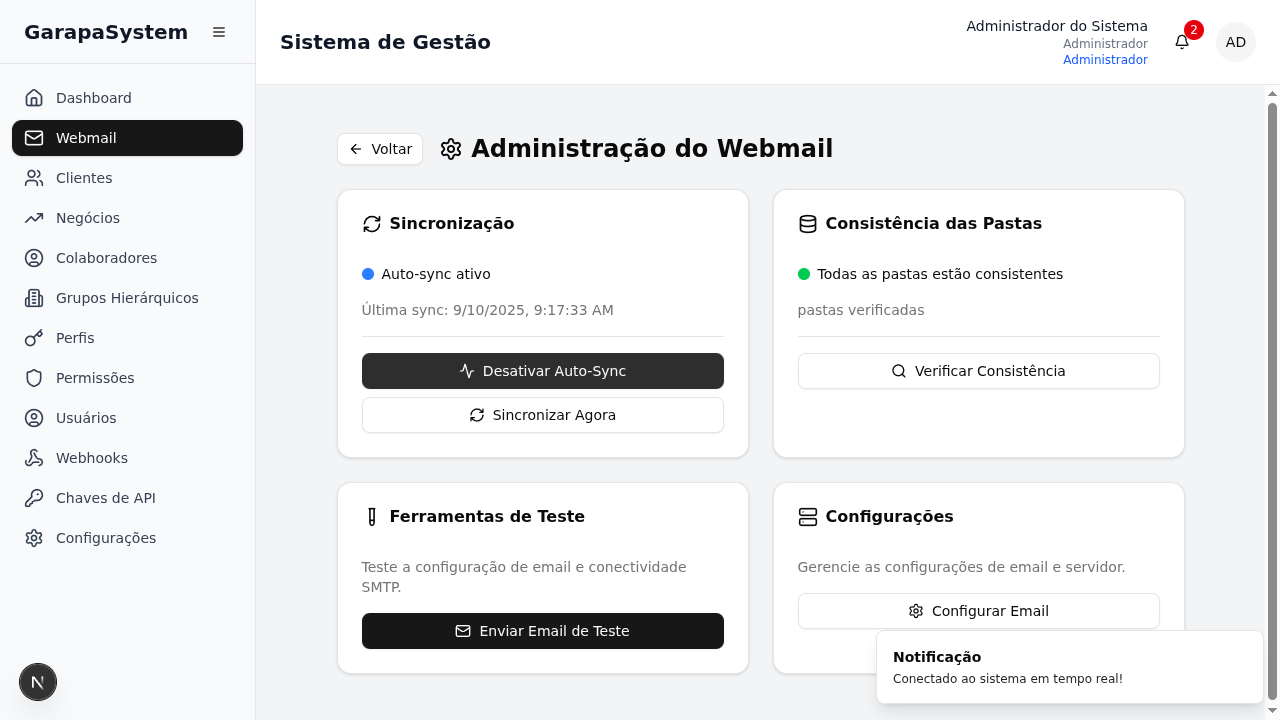 GarapaSystem
Dashboard
Webmail
Clientes
Negócios
Colaboradores
Grupos Hierárquicos
Perfis
Permissões
Usuários
Webhooks
Chaves de API
Configurações
N
Sistema de Gestão
Administrador do Sistema
Administrador
Administrador
2
AD
Voltar
Administração do Webmail
Sincronização
Auto-sync ativo
Última sync: 9/10/2025, 9:17:33 AM
Desativar Auto-Sync
Sincronizar Agora
Consistência das Pastas
Todas as pastas estão consistentes
pastas verificadas
Verificar Consistência
Ferramentas de Teste
Teste a configuração de email e conectividade
SMTP.
Enviar Email de Teste
Configurações
Gerencie as configurações de email e servidor.
Configurar Email
Notificação
Conectado ao sistema em tempo real!